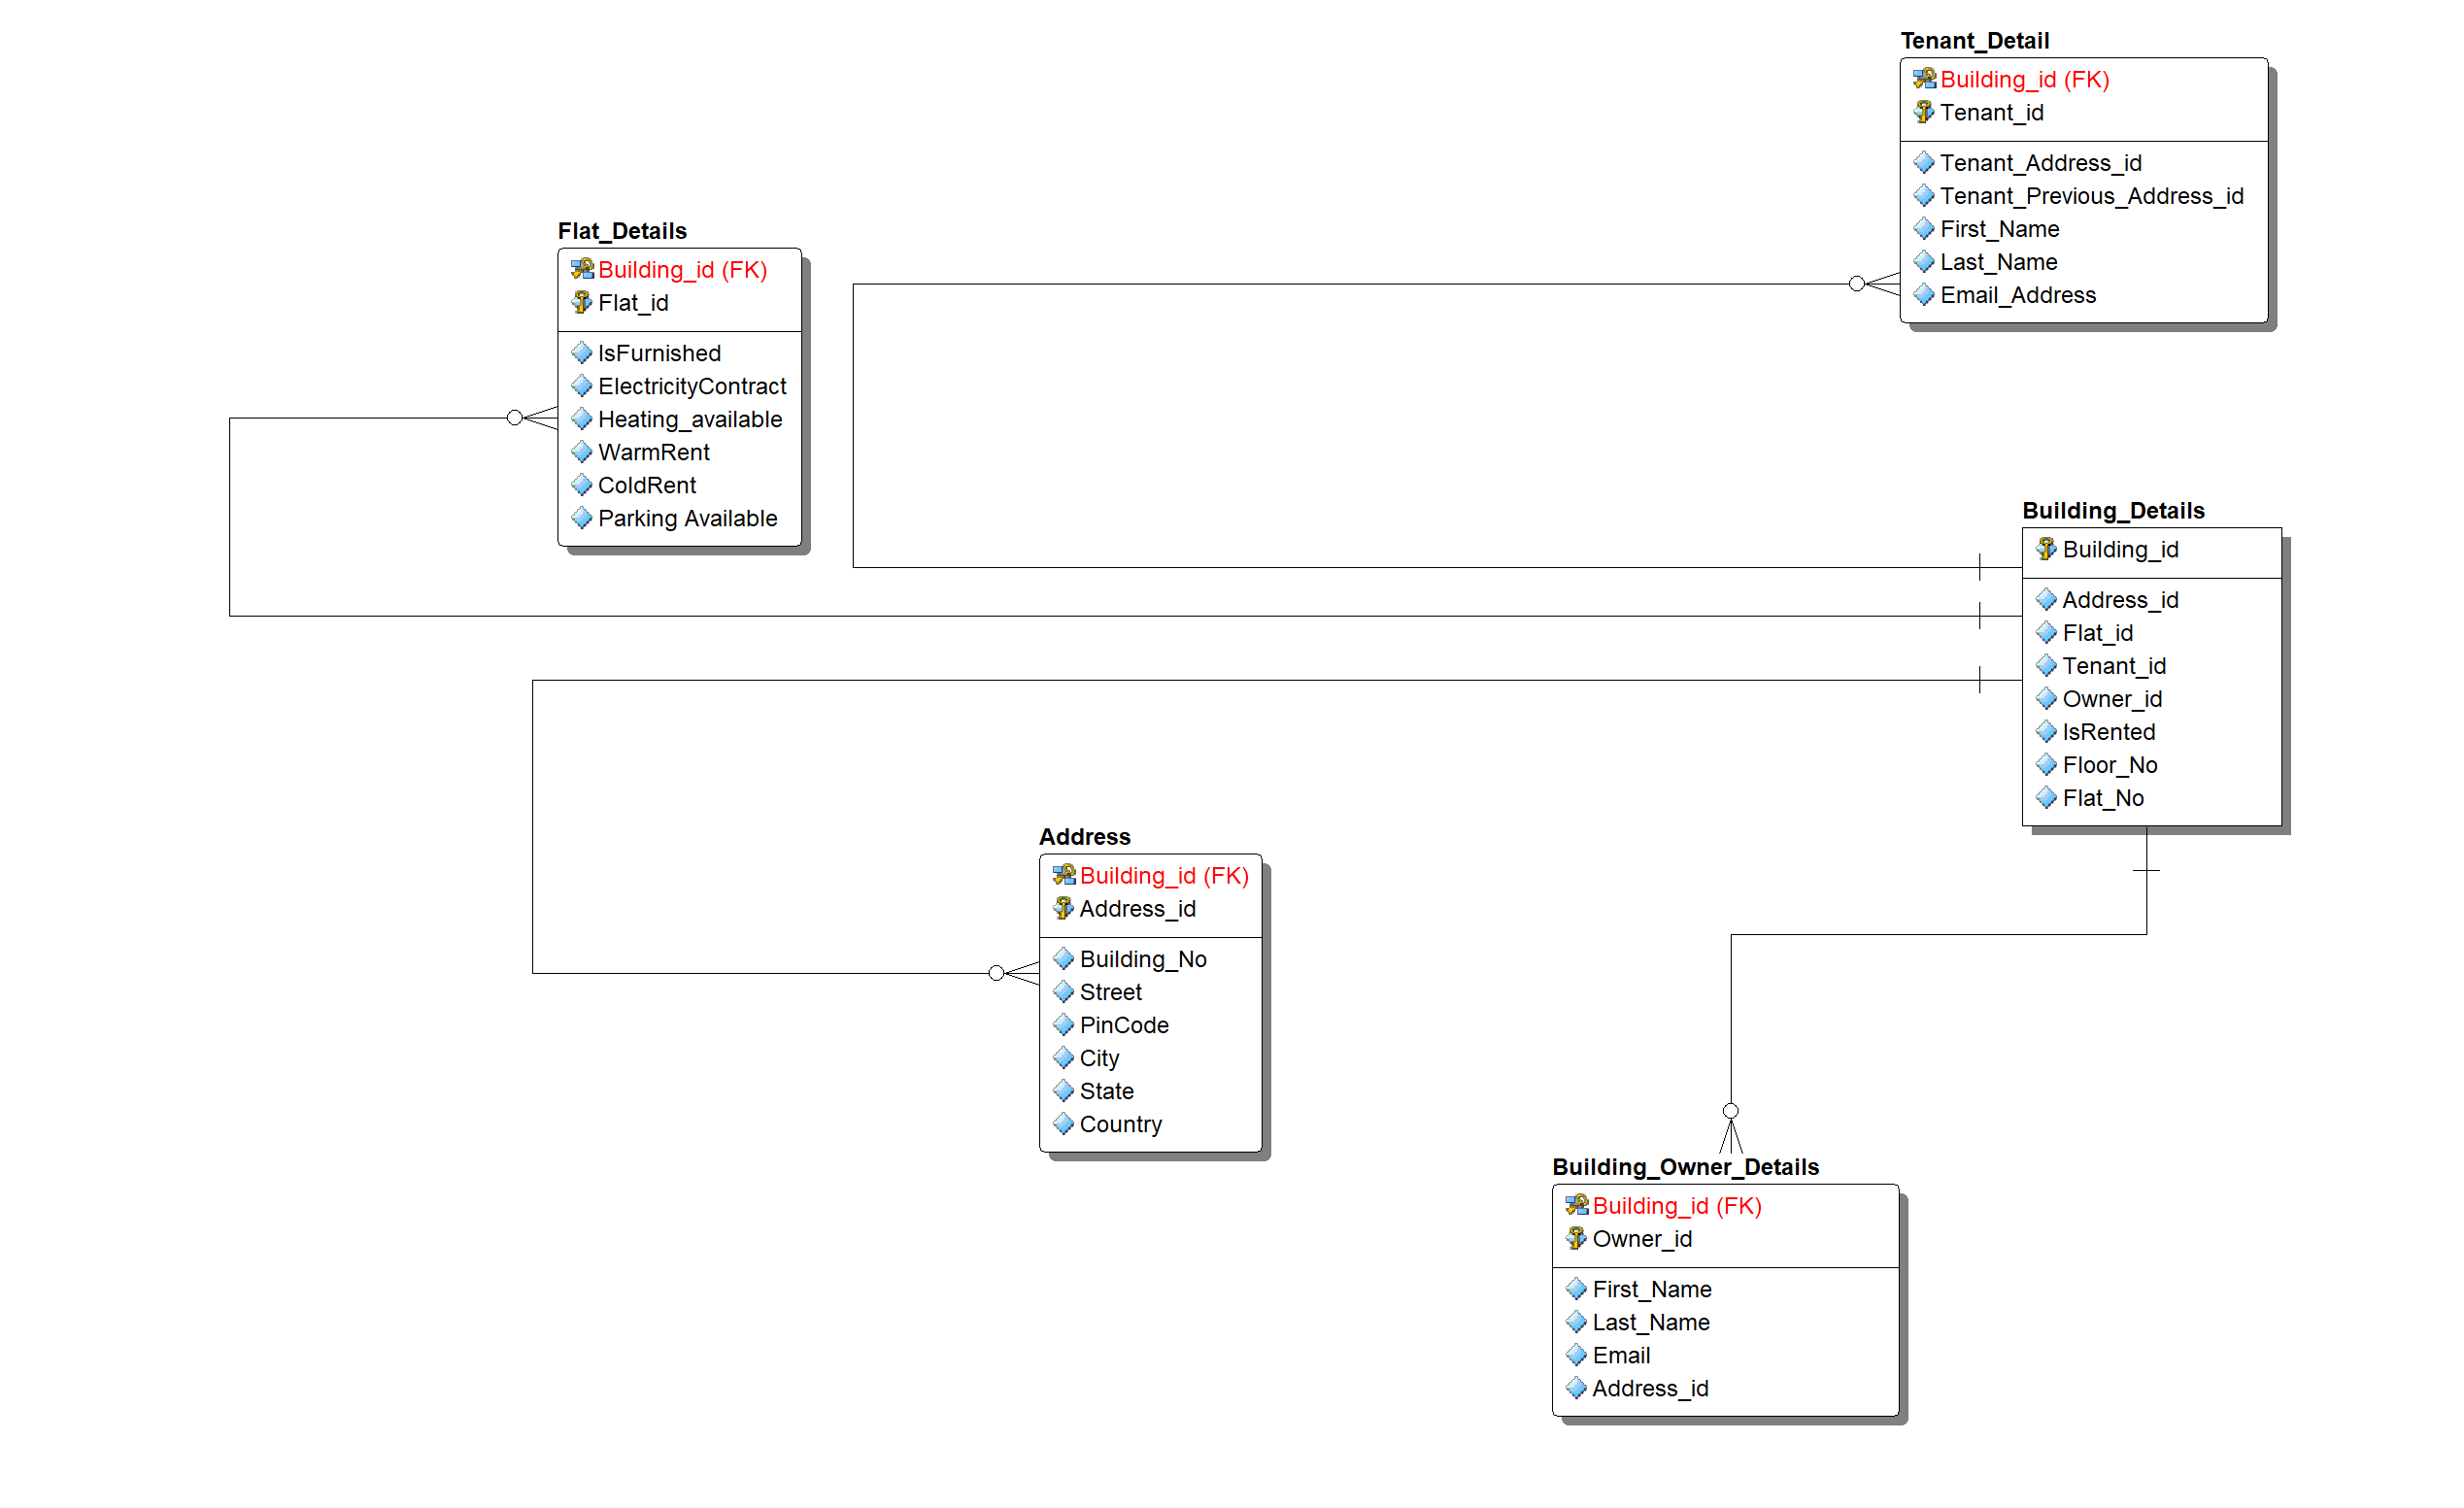 Tenant_Detail
Building_id (FK)
Tenant_id
Tenant_Address_id
Tenant_Previous_Address_id
First_Name
Last_Name
Email_Address
Flat_Details
Building_id (FK)
Flat_id
IsFurnished
ElectricityContract
Heating_available
WarmRent
ColdRent
Parking Available
Building_Details
Building_id
Address_id
Flat_id
Tenant_id
Owner_id
IsRented
Floor_No
Flat_No
Address
Building_id (FK)
Address_id
Building_No
Street
PinCode
City
State
Country
Building_Owner_Details
Building_id (FK)
Owner_id
First_Name
Last_Name
Email
Address_id